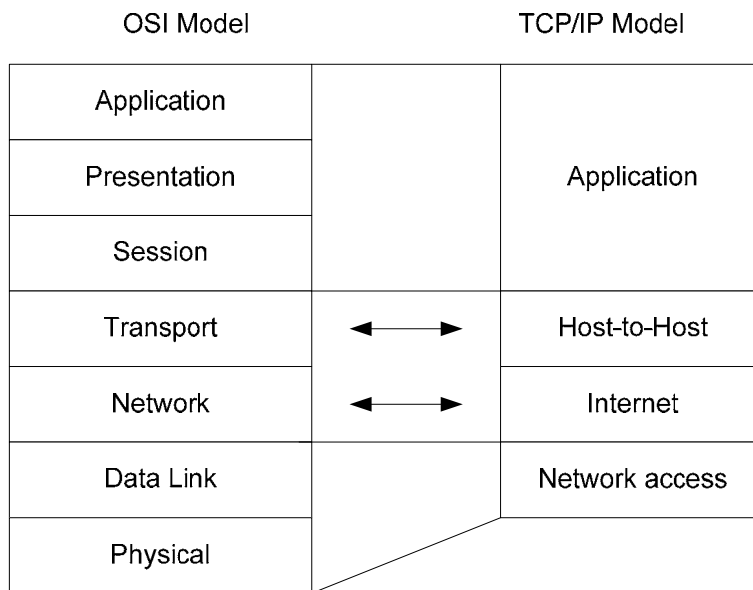 OSI Model
TCP/IP Model
Application
Presentation
Session
Transport
Network
Data Link
Physical
Application
Host-to-Host
Internet
Network access